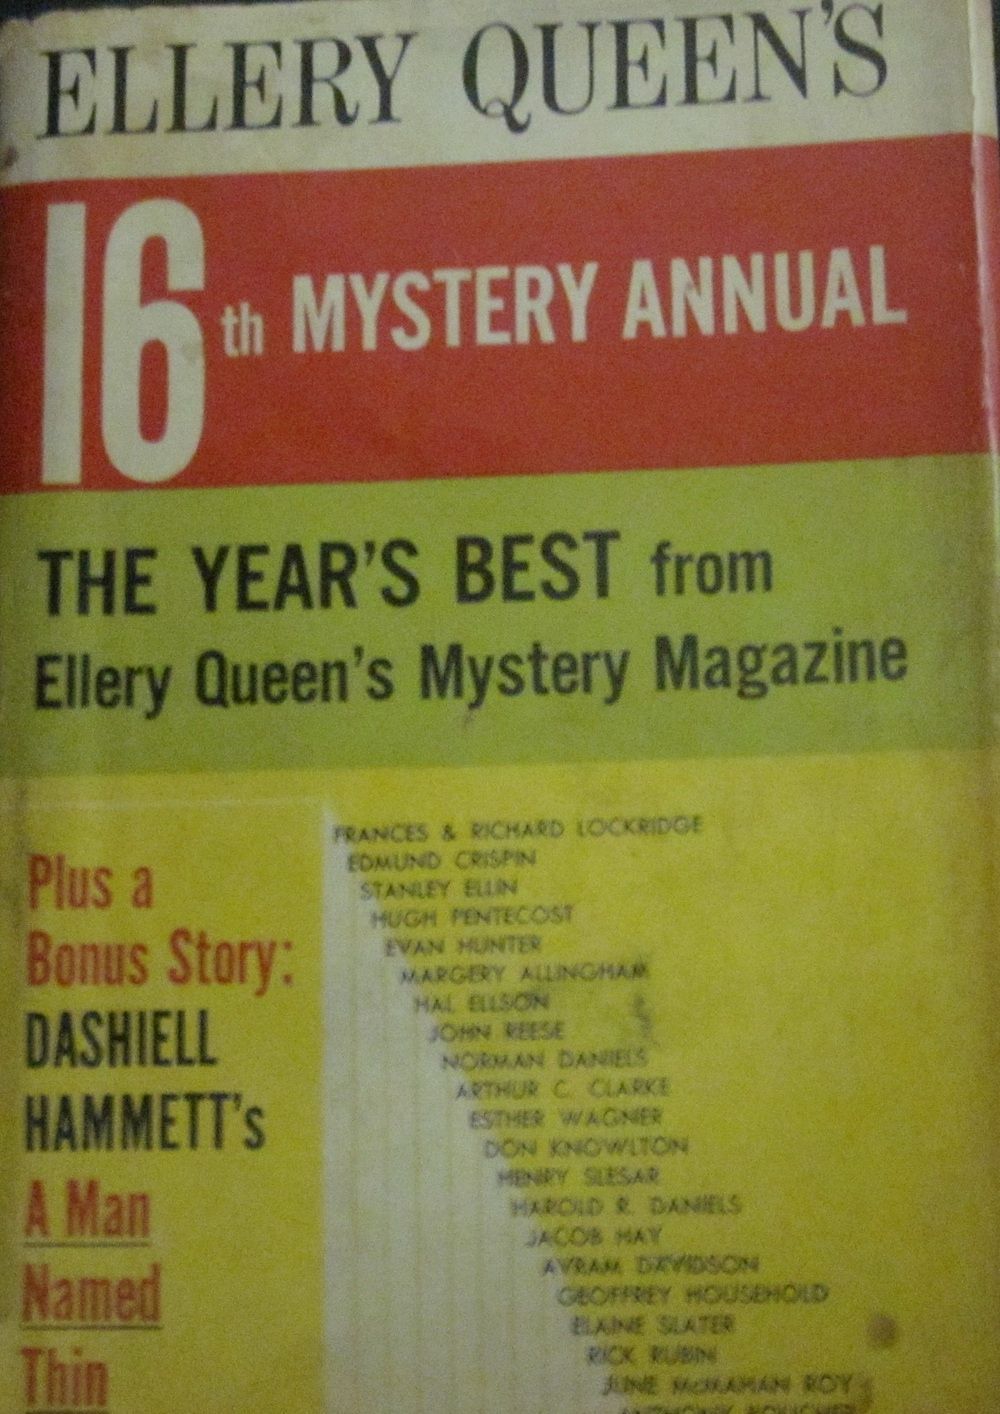 ELLERY QUEEN'S
16th MYSTERY ANNUAL
THE YEAR'S BEST from
Ellery Queen's Mystery Magazine
Plus a
Bonus Story:
DASHIELL
HAMMETT's
A Man
Named
Thin
FRANCES & RICHARD LOCKRIDGE
EDMUND CRISPIN
STANLEY ELLIN
HUGH PENTECOST
EVAN HUNTER
MARGERY ALLINGHAM
HAL ELLSON
JOHN REESE
NORMAN DANIELS
ARTHUR C. CLARKE
ESTHER WAGNER
DON KNOWLTON
HENRY SLESAR
HAROLD R. DANIELS
JACOB HAY
AVRAM DAVIDSON
GEOFFREY HOUSEHOLD
ELAINE SLATER
RICK RUBIN
JUNE McMAHAN ROY
ANTHONY BOUCHER